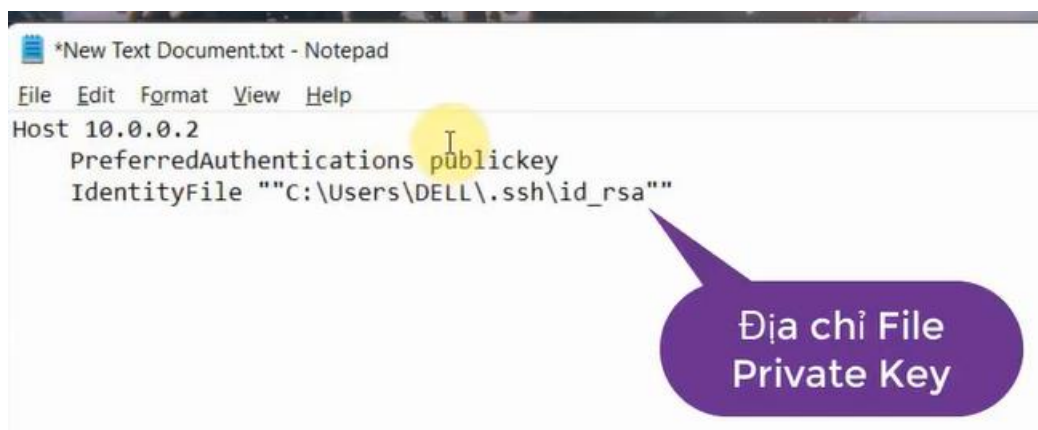 *New Text Document.txt - Notepad
File Edit Format View Help
Host 10.0.0.2
PreferredAuthentications publickey
IdentityFile ""C:\Users\DELL\.ssh\id_rsa""
Địa chỉ File
Private Key